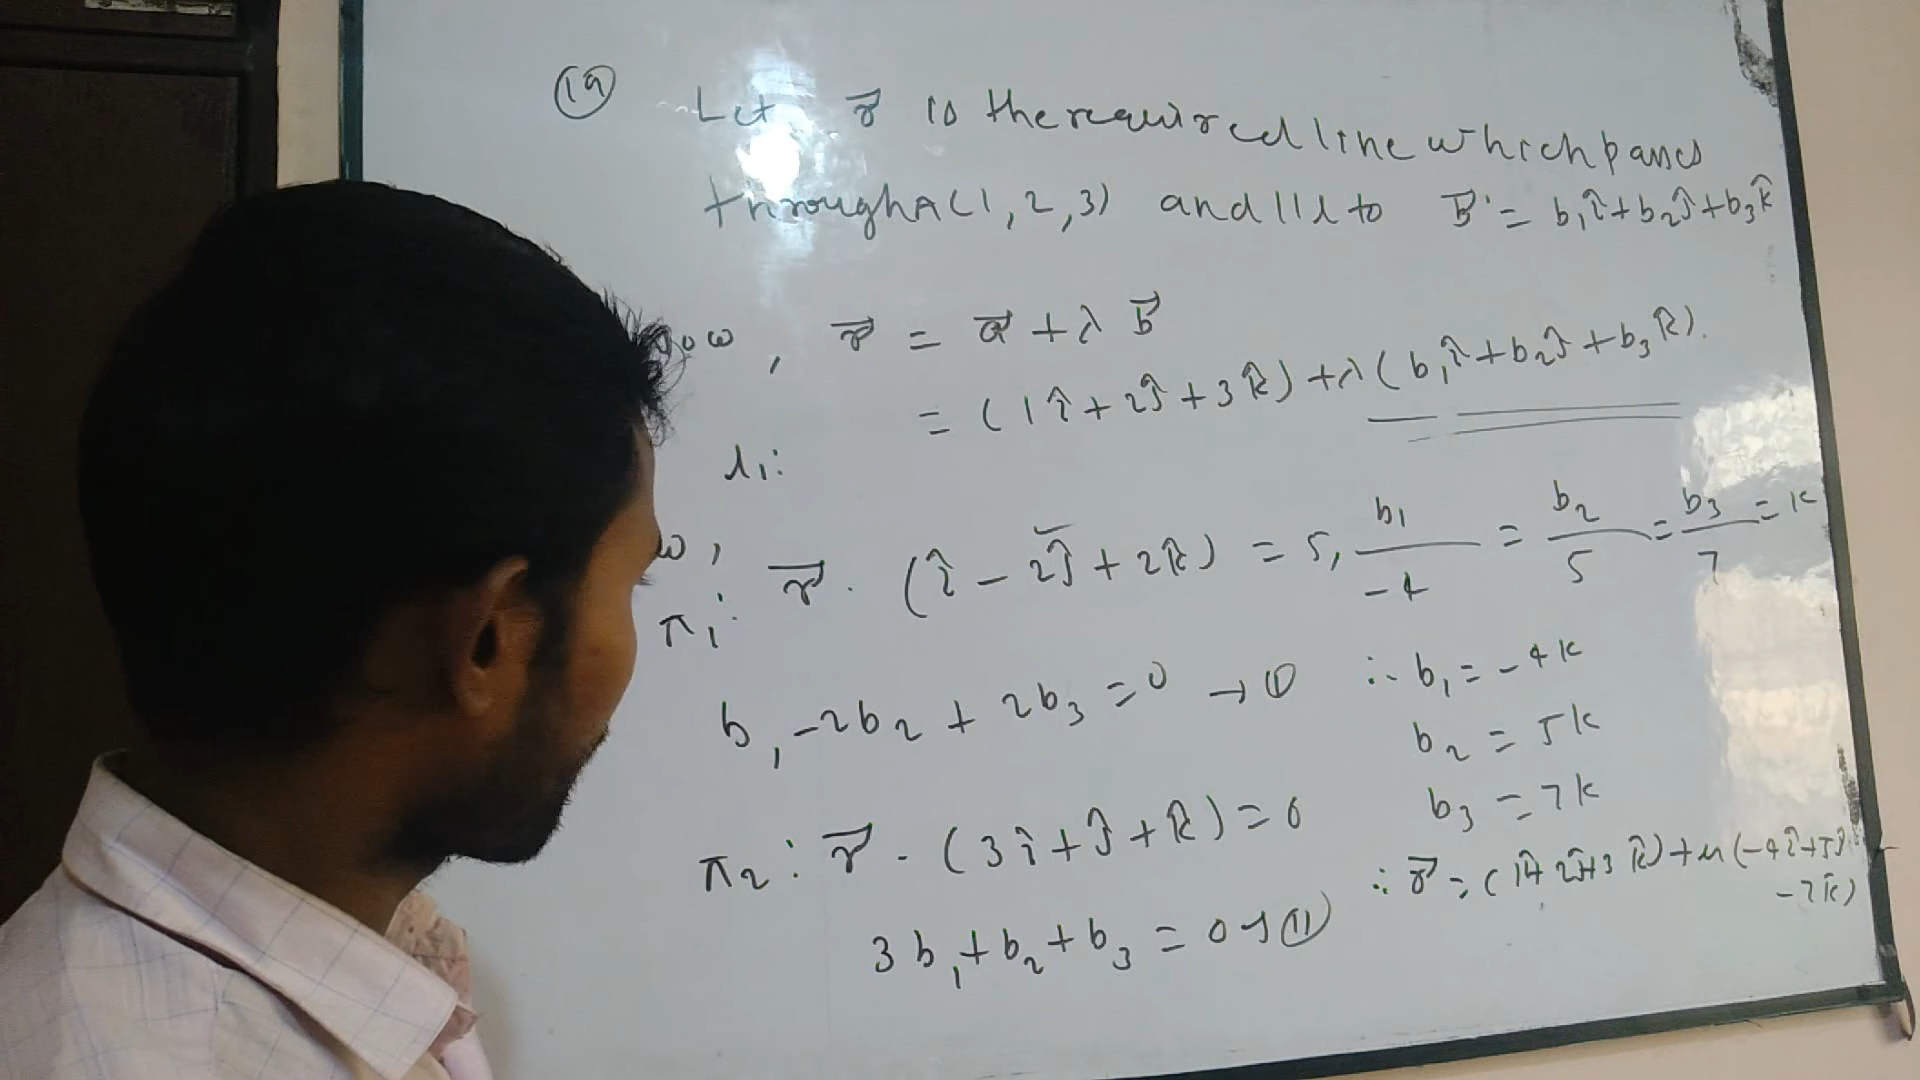 (19) Let r⃗ is the required line which passes
through A(1, 2, 3) and ||l to b⃗ = b₁î+b₂ĵ+b₃k̂
now, r⃗ = a⃗ + λ b⃗
= (1î + 2ĵ + 3k̂) + λ(b₁î + b₂ĵ + b₃k̂).
l₁:
w,
π₁: r⃗ . (î – 2ĵ + 2k̂) = 5,
b₁ – 2b₂ + 2b₃ = 0 → (I)
π₂: r⃗ . (3î + ĵ + k̂) = 6
3b₁ + b₂ + b₃ = 0 → (II)
b₁/-4 = b₂/5 = b₃/7 = k
∴ b₁ = -4k
b₂ = 5k
b₃ = 7k
∴ r⃗ = (1î+2ĵ+3k̂) + μ(-4î+5ĵ
-7k̂)